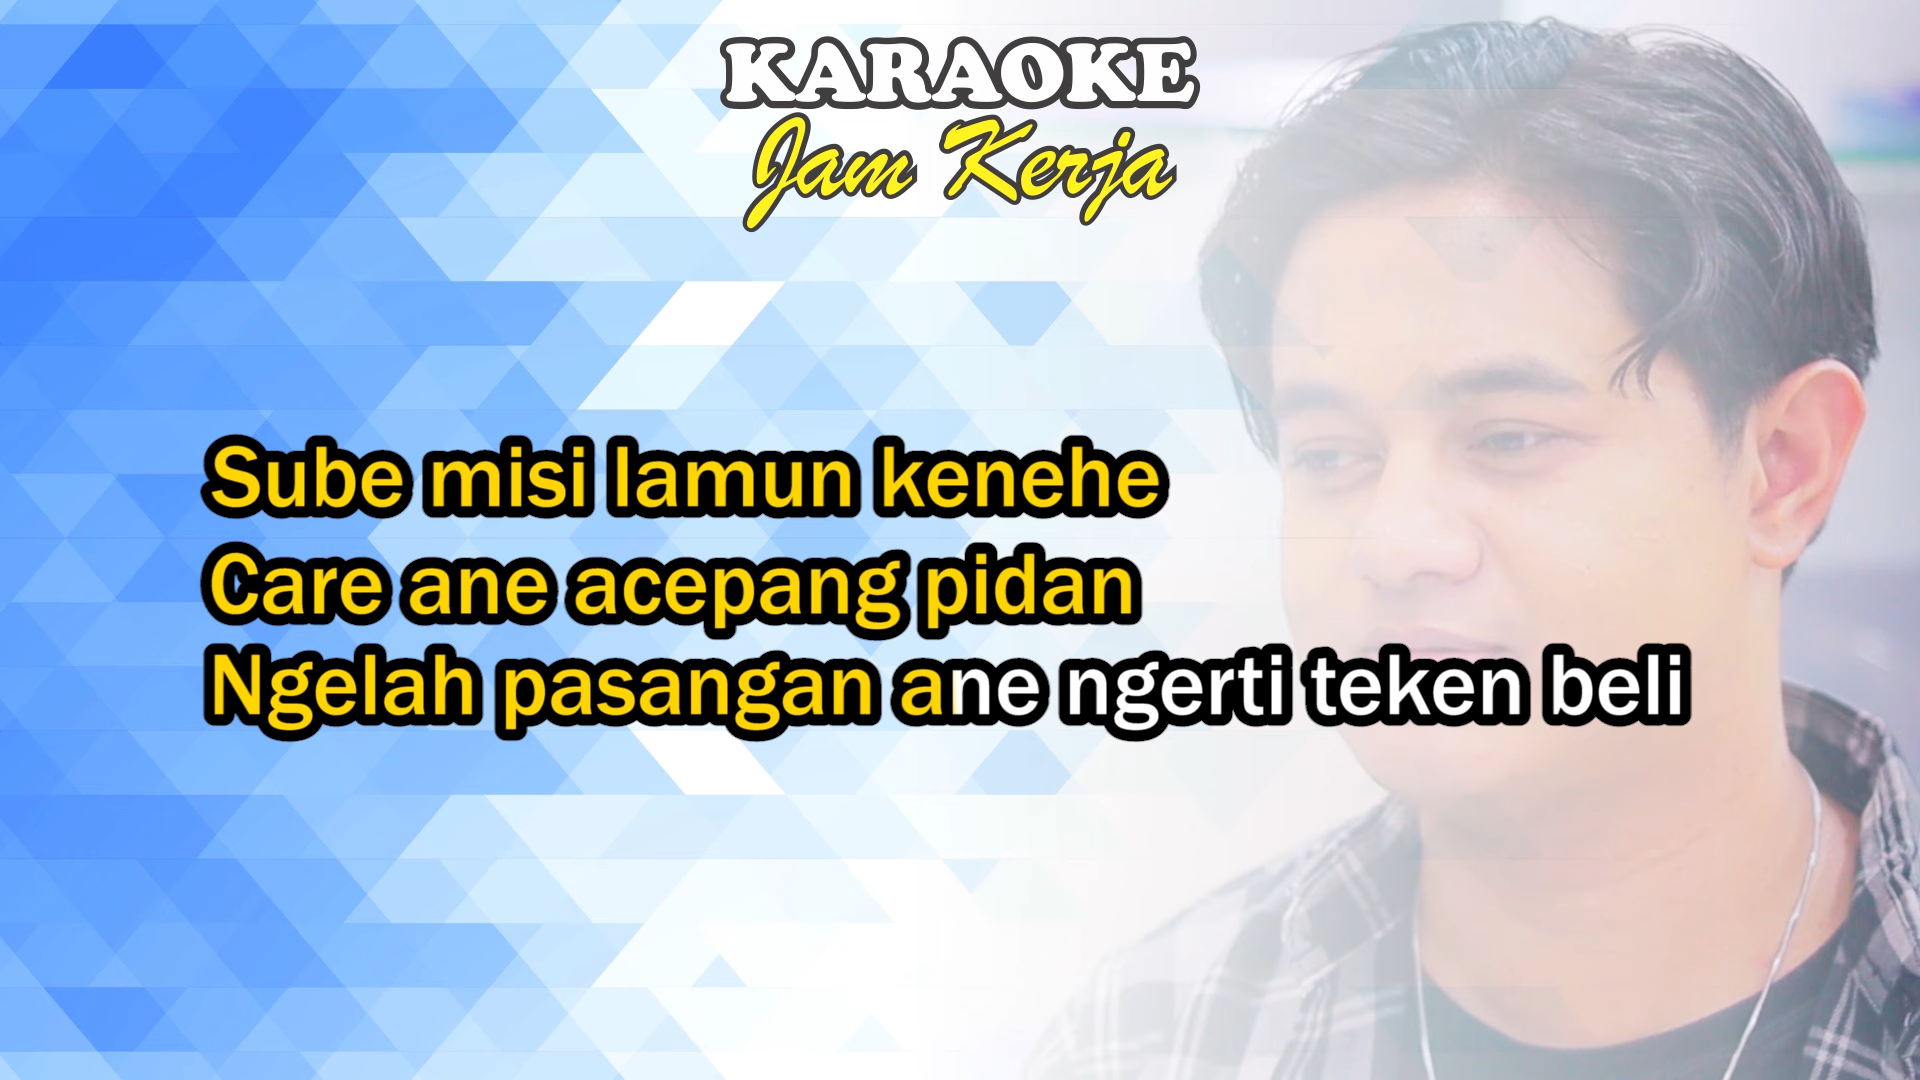 KARAOKE
Jam Kerja
Sube misi lamun kenehe
Care ane acepang pidan
Ngelah pasangan ane ngerti teken beli